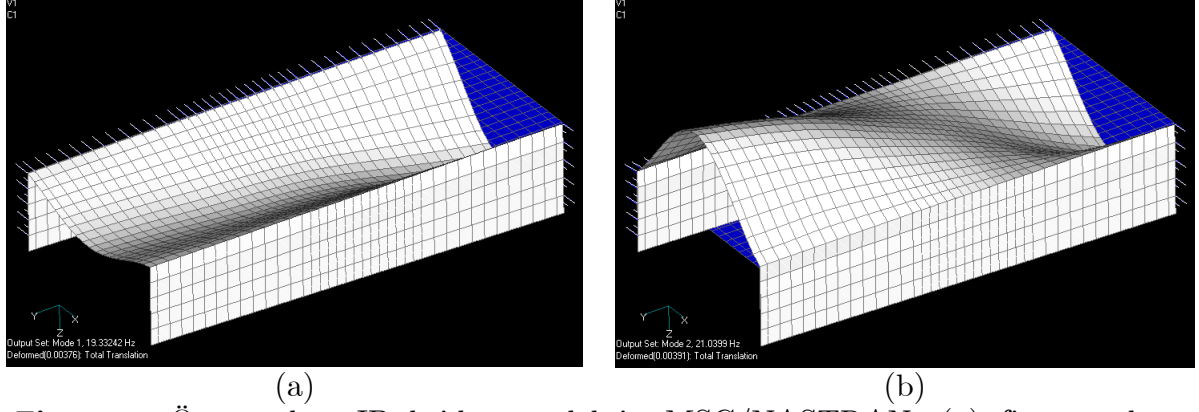 V1
C1
Y
X
Z
Output Set: Mode 1, 19.33242 Hz
Deformed(0.00376): Total Translation
V1
C1
Y
X
Z
Output Set: Mode 2, 21.0399 Hz
Deformed(0.00391): Total Translation
(a)
(b)